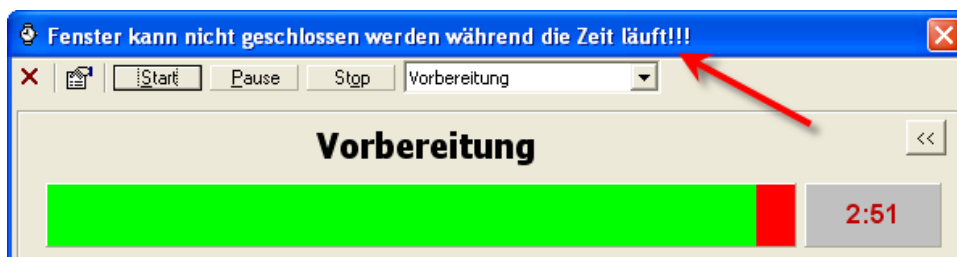 Fenster kann nicht geschlossen werden während die Zeit läuft!!!
Start Pause Stop Vorbereitung
Vorbereitung
<<
2:51